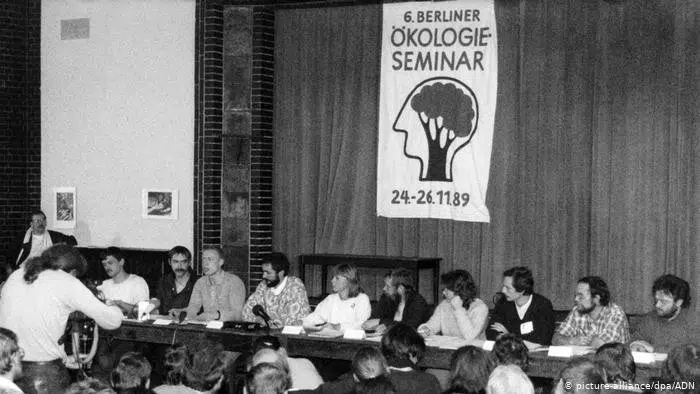 6. BERLINER
ÖKOLOGIE-
SEMINAR
24.-26.11.89
© picture-alliance/dpa/ADN